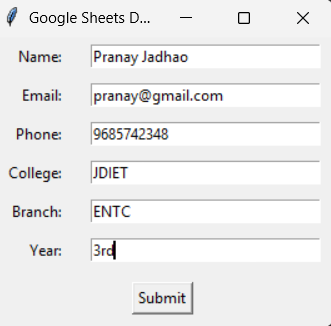 Google Sheets D...
Name: Pranay Jadhao
Email: pranay@gmail.com
Phone: 9685742348
College: JDIET
Branch: ENTC
Year: 3rd
Submit